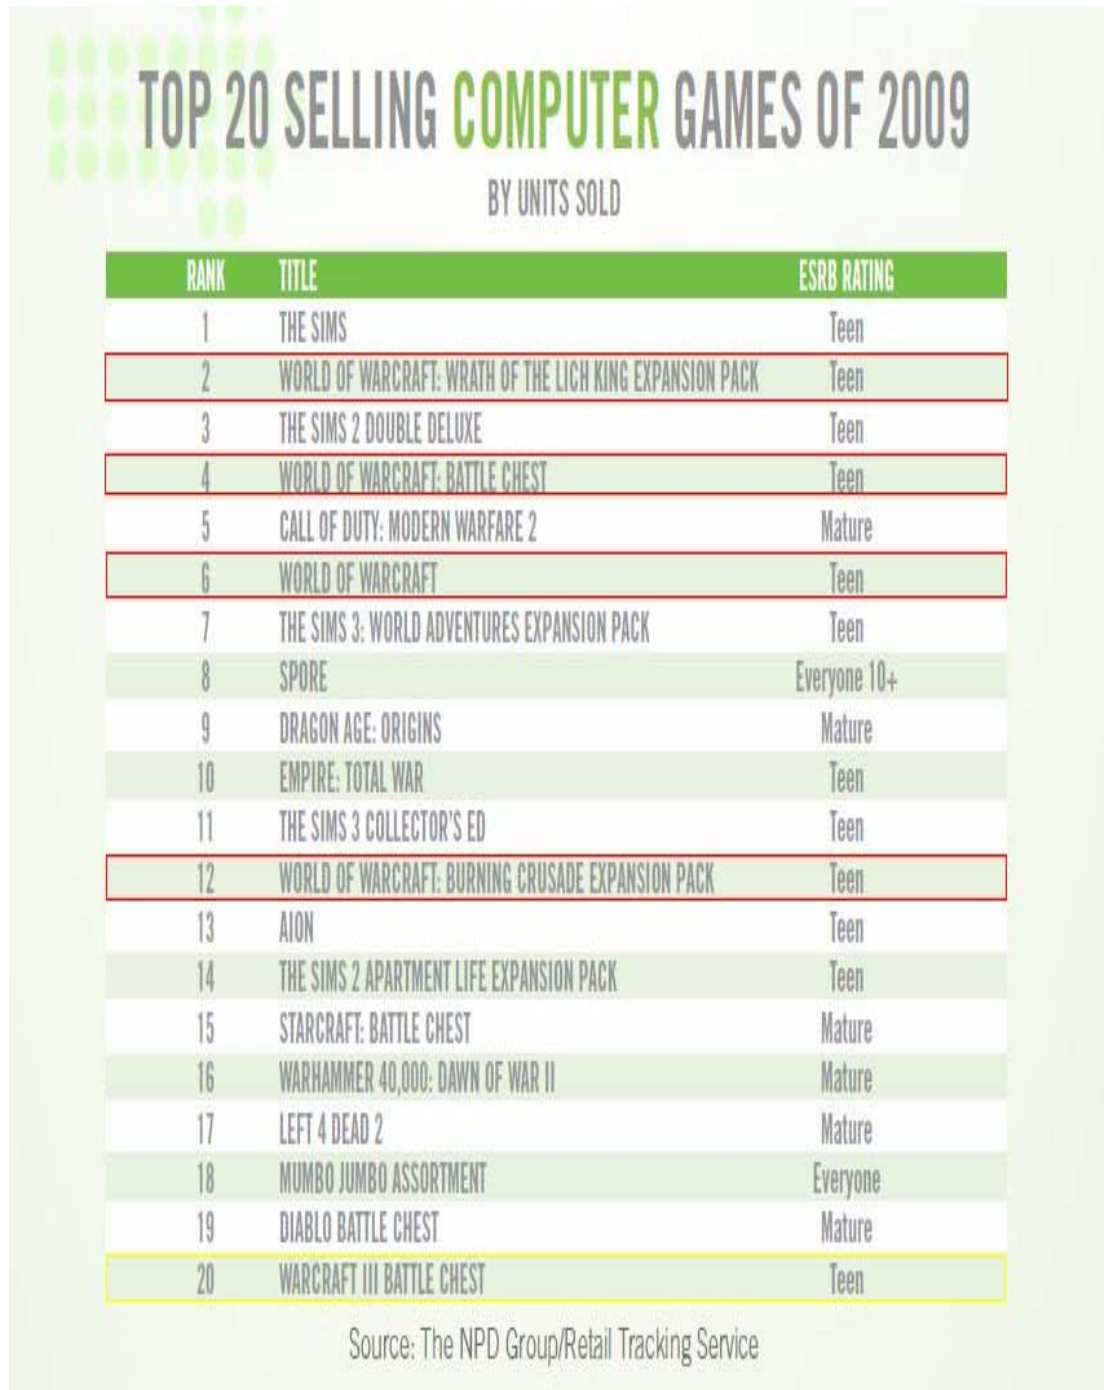 TOP 20 SELLING COMPUTER GAMES OF 2009
BY UNITS SOLD
RANK TITLE ESRB RATING
1 THE SIMS Teen
2 WORLD OF WARCRAFT: WRATH OF THE LICH KING EXPANSION PACK Teen
3 THE SIMS 2 DOUBLE DELUXE Teen
4 WORLD OF WARCRAFT: BATTLE CHEST Teen
5 CALL OF DUTY: MODERN WARFARE 2 Mature
6 WORLD OF WARCRAFT Teen
7 THE SIMS 3: WORLD ADVENTURES EXPANSION PACK Teen
8 SPORE Everyone 10+
9 DRAGON AGE: ORIGINS Mature
10 EMPIRE: TOTAL WAR Teen
11 THE SIMS 3 COLLECTOR'S ED Teen
12 WORLD OF WARCRAFT: BURNING CRUSADE EXPANSION PACK Teen
13 AION Teen
14 THE SIMS 2 APARTMENT LIFE EXPANSION PACK Teen
15 STARCRAFT: BATTLE CHEST Mature
16 WARHAMMER 40,000: DAWN OF WAR II Mature
17 LEFT 4 DEAD 2 Mature
18 MUMBO JUMBO ASSORTMENT Everyone
19 DIABLO BATTLE CHEST Mature
20 WARCRAFT III BATTLE CHEST Teen
Source: The NPD Group/Retail Tracking Service